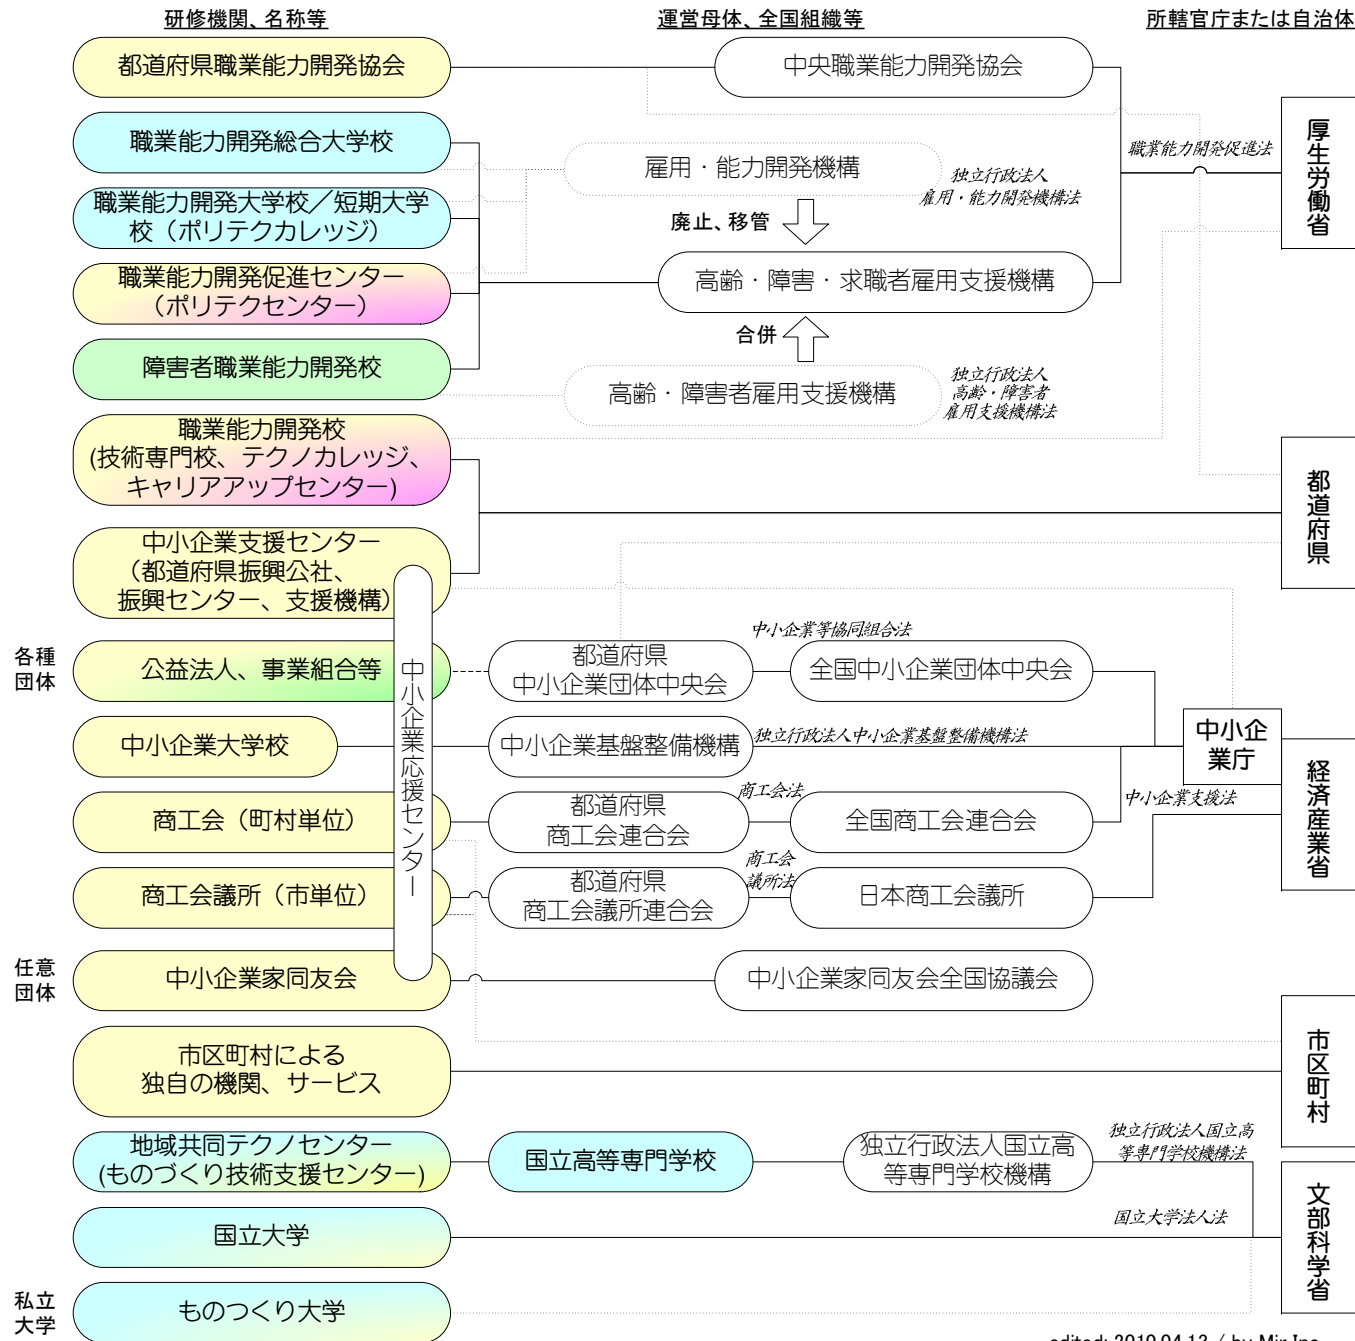 研修機関、名称等
運営母体、全国組織等
所轄官庁または自治体
都道府県職業能力開発協会
中央職業能力開発協会
厚生労働省
職業能力開発総合大学校
雇用・能力開発機構
独立行政法人
雇用・能力開発機構法
職業能力開発促進法
職業能力開発大学校／短期大学
校（ポリテクカレッジ）
廃止、移管
職業能力開発促進センター
（ポリテクセンター）
高齢・障害・求職者雇用支援機構
合併
障害者職業能力開発校
高齢・障害者雇用支援機構
独立行政法人
高齢・障害者
雇用支援機構法
職業能力開発校
(技術専門校、テクノカレッジ、
キャリアアップセンター)
都道府県
中小企業支援センター
（都道府県振興公社、
振興センター、支援機構）
中小企業応援センター
各種
団体
公益法人、事業組合等
都道府県
中小企業団体中央会
中小企業等協同組合法
全国中小企業団体中央会
中小企業大学校
中小企業基盤整備機構
独立行政法人中小企業基盤整備機構法
中小企
業庁
経済産業省
商工会（町村単位）
都道府県
商工会連合会
商工会法
全国商工会連合会
中小企業支援法
商工会議所（市単位）
都道府県
商工会議所連合会
商工会
議所法
日本商工会議所
任意
団体
中小企業家同友会
中小企業家同友会全国協議会
市区町村による
独自の機関、サービス
市区町村
地域共同テクノセンター
(ものづくり技術支援センター)
国立高等専門学校
独立行政法人国立高
等専門学校機構
独立行政法人国立高
等専門学校機構法
文部科学省
国立大学
国立大学法人法
私立
大学
ものつくり大学
edited: 2010.04.13 / by Mir Inc.